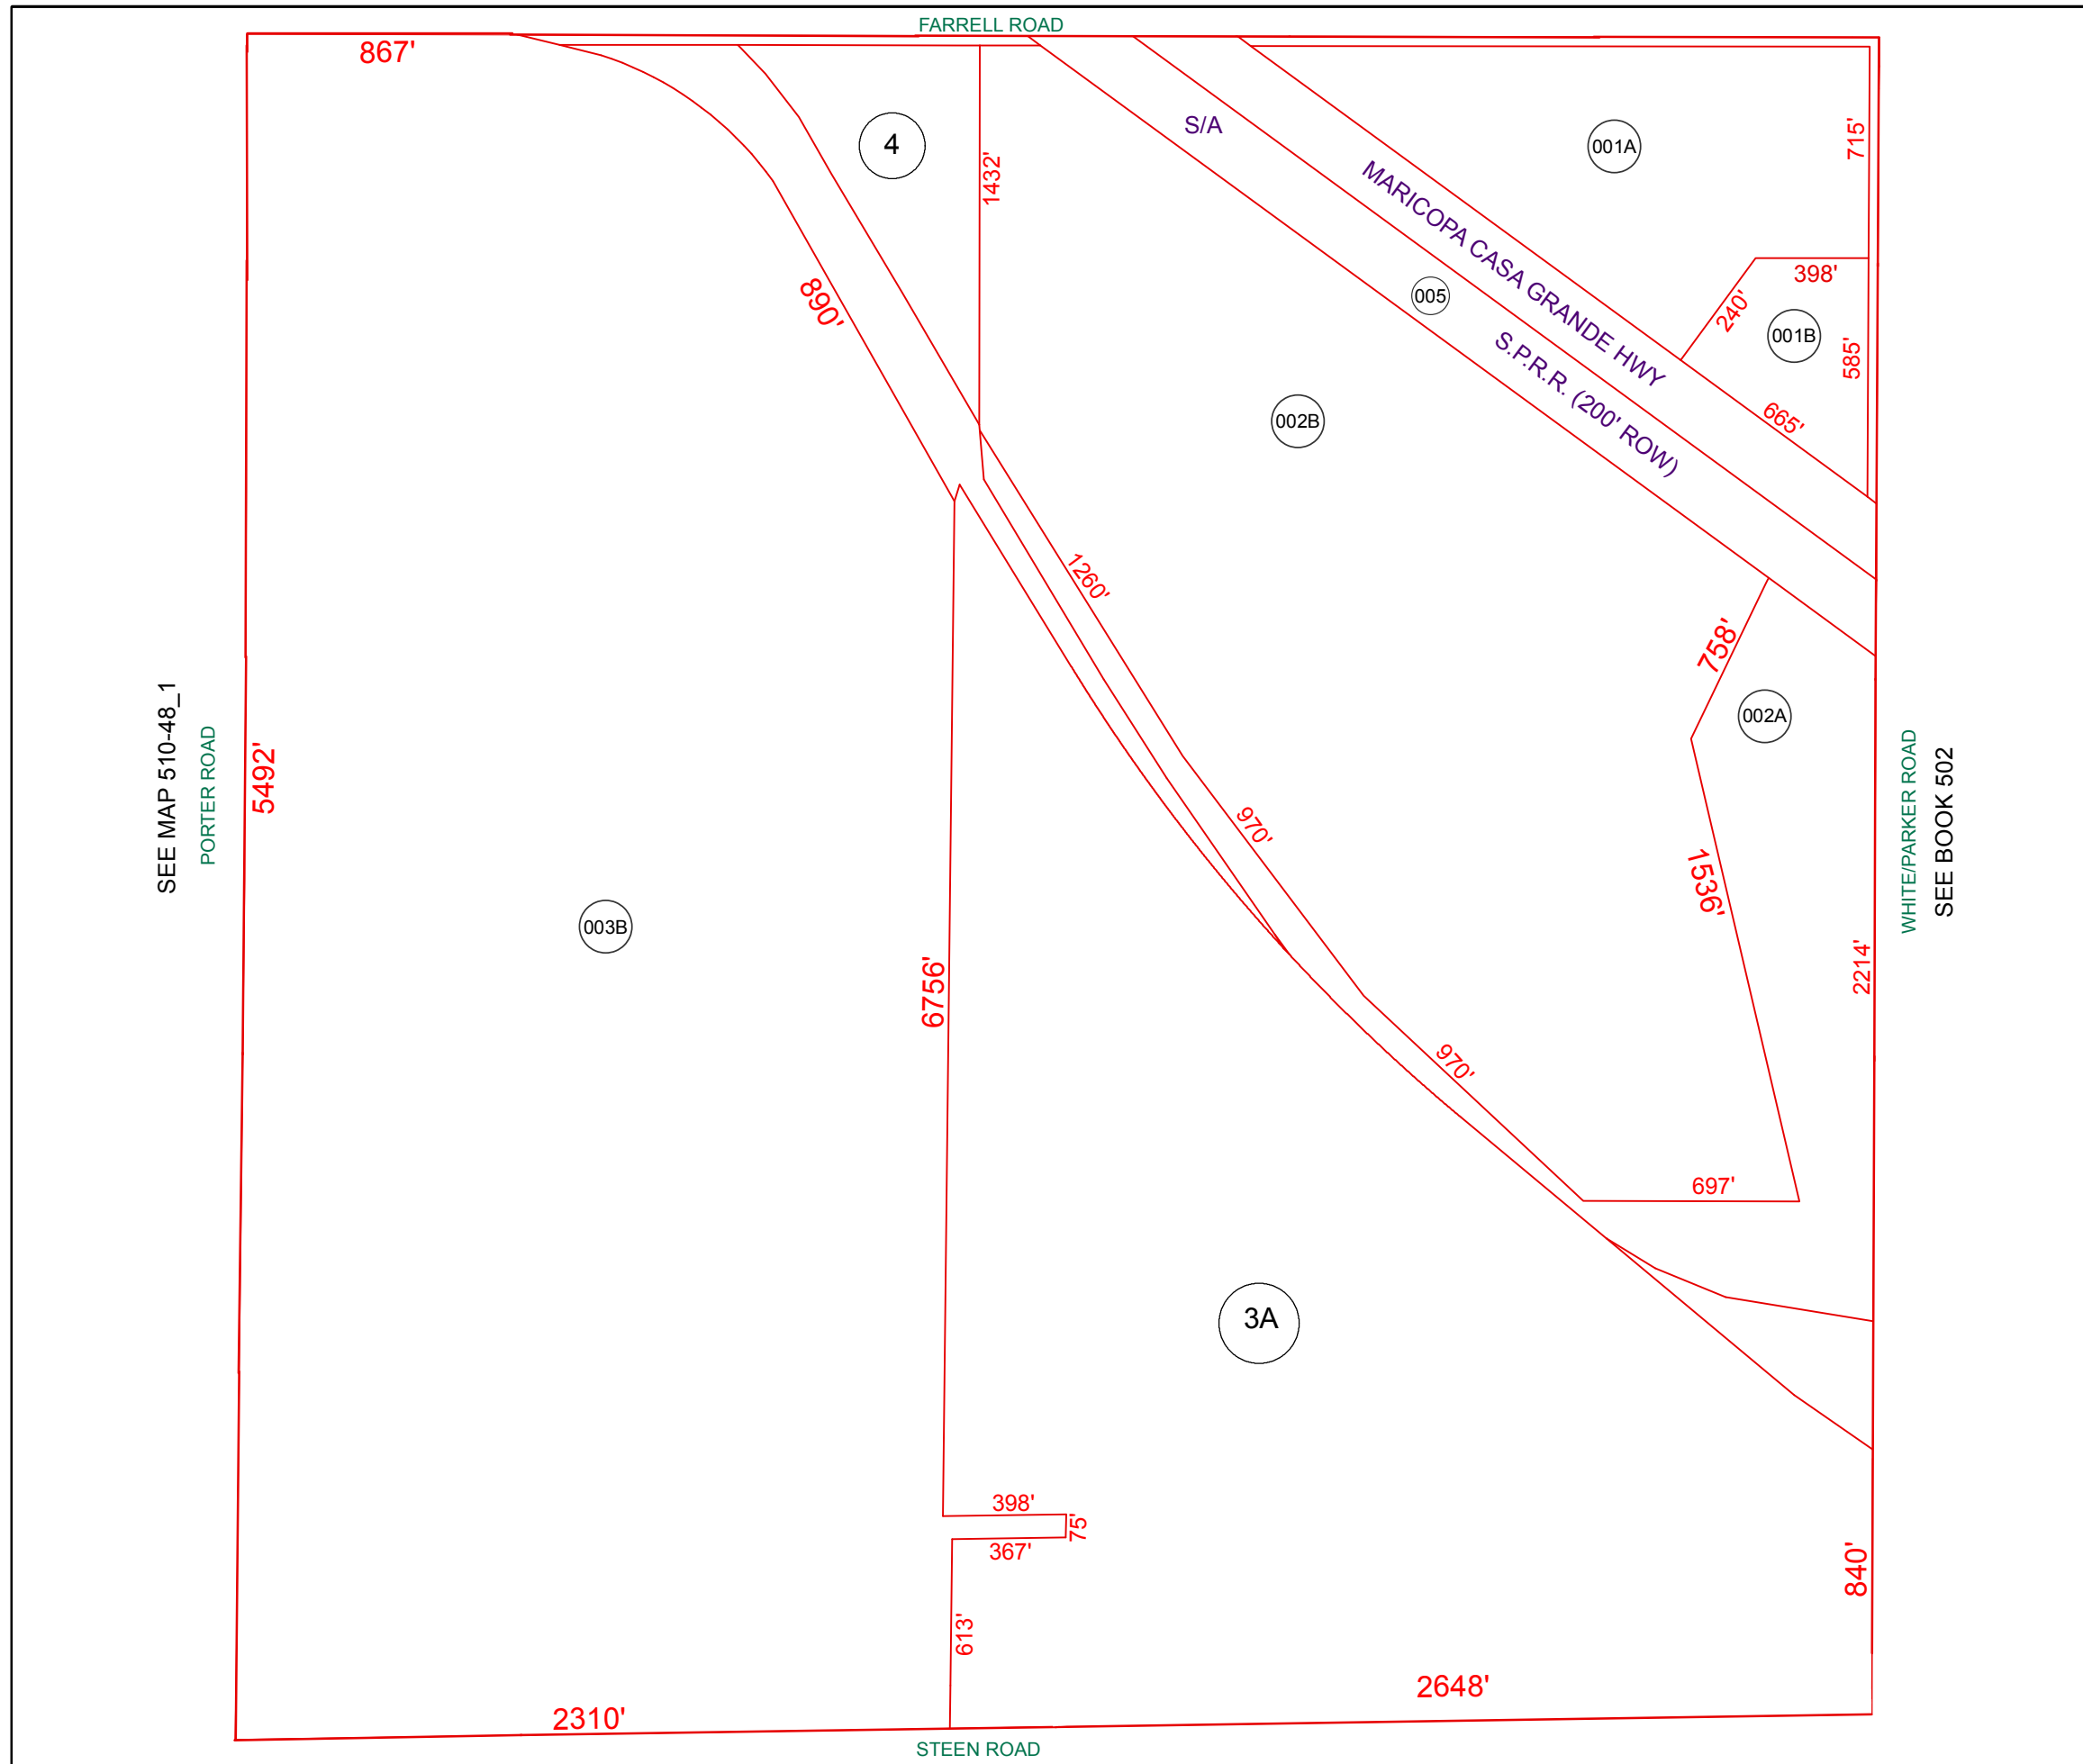 FARRELL ROAD
867'
4
S/A
001A
715'
1432'
MARICOPA CASA GRANDE HWY
398'
240'
001B
585'
890'
005
S.P.R.R. (200' ROW)
665'
002B
1260'
758'
002A
SEE MAP 510-48_1
PORTER ROAD
5492'
WHITE/PARKER ROAD
SEE BOOK 502
970'
1536'
003B
6756'
2214'
970'
697'
3A
398'
75'
367'
840'
613'
2648'
2310'
STEEN ROAD